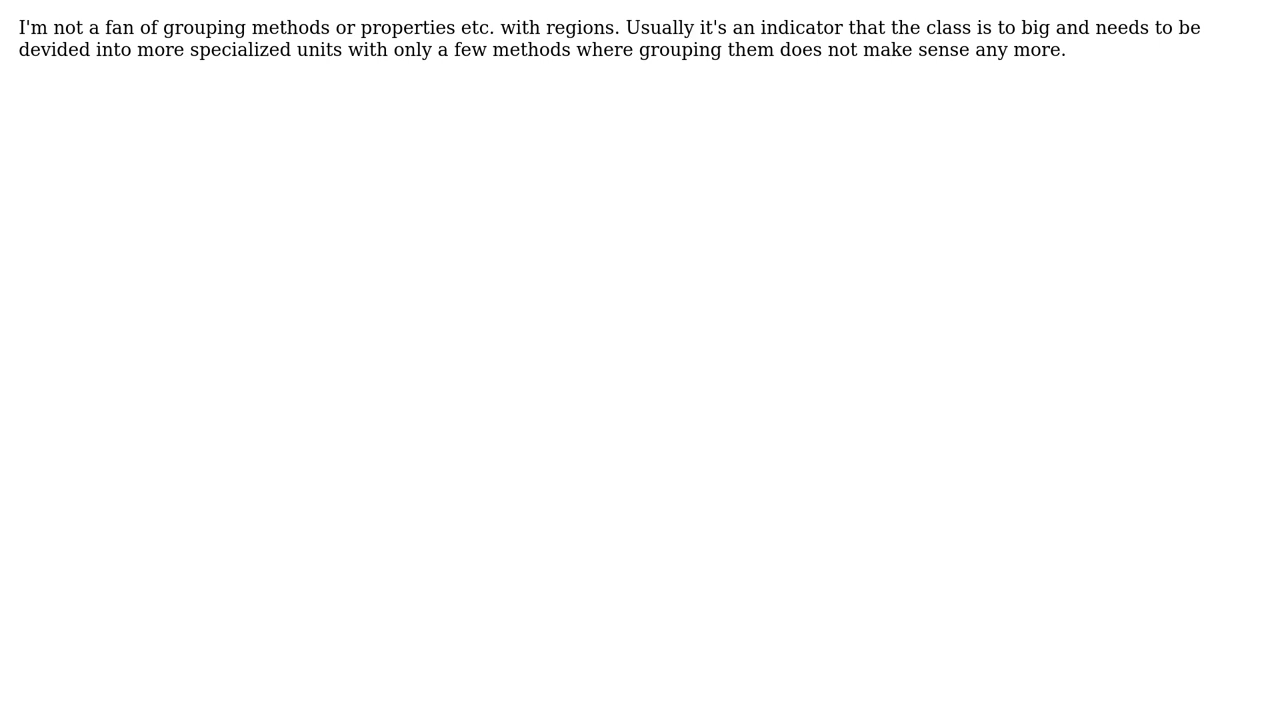 I'm not a fan of grouping methods or properties etc. with regions. Usually it's an indicator that the class is to big and needs to be
devided into more specialized units with only a few methods where grouping them does not make sense any more.